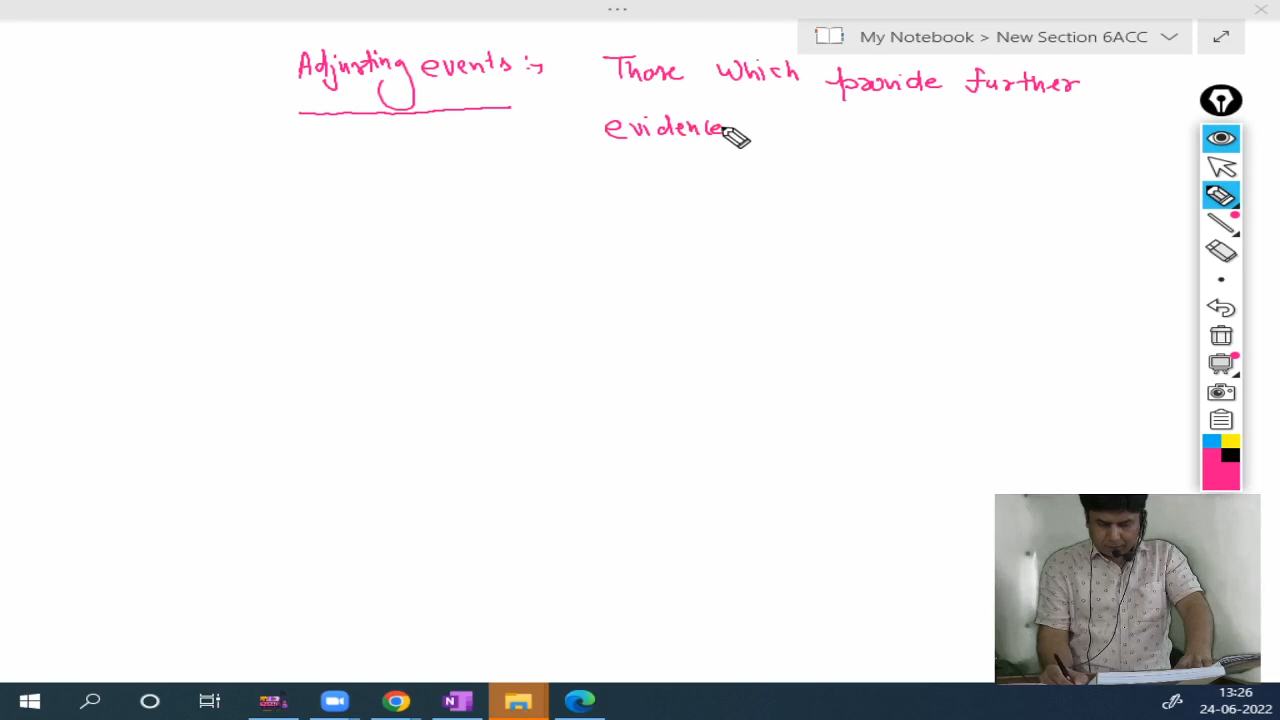 My Notebook > New Section 6ACC
Adjusting events :- Those which provide further
evidence
N
13:26
24-06-2022